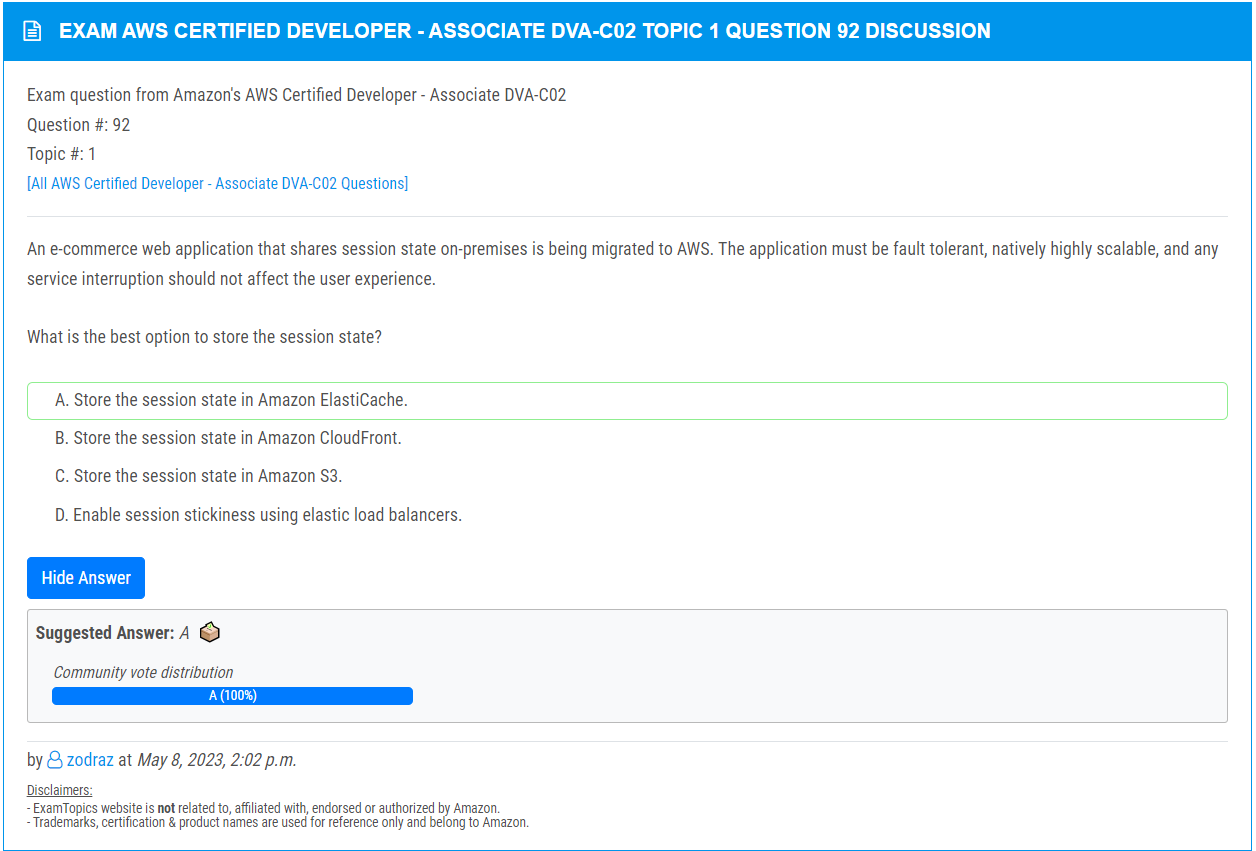 EXAM AWS CERTIFIED DEVELOPER - ASSOCIATE DVA-C02 TOPIC 1 QUESTION 92 DISCUSSION
Exam question from Amazon's AWS Certified Developer - Associate DVA-C02
Question #: 92
Topic #: 1
[All AWS Certified Developer - Associate DVA-C02 Questions]
An e-commerce web application that shares session state on-premises is being migrated to AWS. The application must be fault tolerant, natively highly scalable, and any
service interruption should not affect the user experience.
What is the best option to store the session state?
A. Store the session state in Amazon ElastiCache.
B. Store the session state in Amazon CloudFront.
C. Store the session state in Amazon S3.
D. Enable session stickiness using elastic load balancers.
Hide Answer
Suggested Answer: A
Community vote distribution
A (100%)
by zodraz at May 8, 2023, 2:02 p.m.
Disclaimers:
- ExamTopics website is not related to, affiliated with, endorsed or authorized by Amazon.
- Trademarks, certification & product names are used for reference only and belong to Amazon.